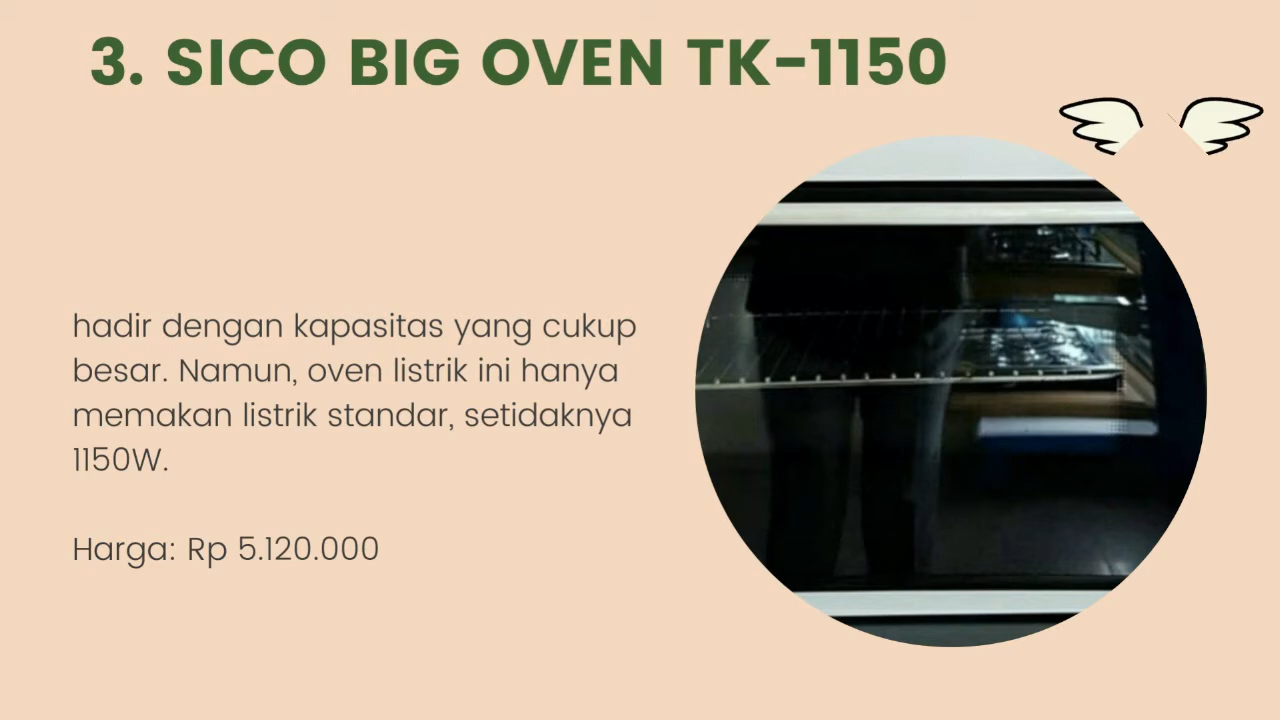 3. SICO BIG OVEN TK-1150
hadir dengan kapasitas yang cukup
besar. Namun, oven listrik ini hanya
memakan listrik standar, setidaknya
1150W.
Harga: Rp 5.120.000